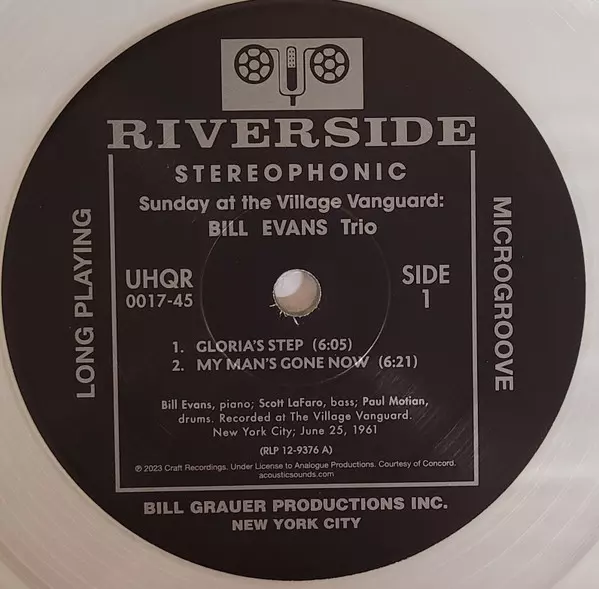 RIVERSIDE
STEREOPHONIC
Sunday at the Village Vanguard:
BILL EVANS Trio
LONG PLAYING
MICROGROOVE
UHQR
0017-45
SIDE
1
1. GLORIA'S STEP (6:05)
2. MY MAN'S GONE NOW (6:21)
Bill Evans, piano; Scott LaFaro, bass; Paul Motian,
drums. Recorded at The Village Vanguard.
New York City; June 25, 1961
(RLP 12-9376 A)
℗ 2023 Craft Recordings. Under License to Analogue Productions. Courtesy of Concord.
acousticsounds.com
BILL GRAUER PRODUCTIONS INC.
NEW YORK CITY